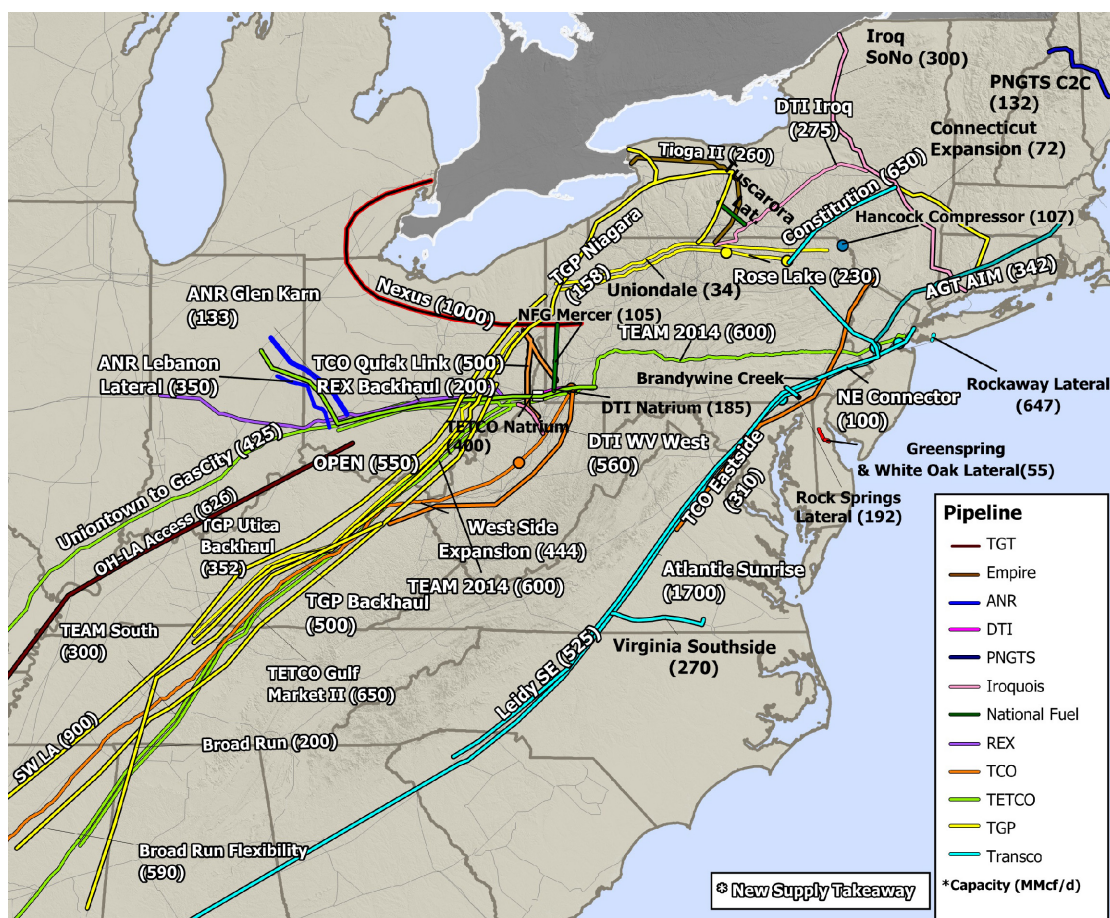 Iroq
SoNo (300)
PNGTS C2C
(132)
DTI Iroq
(275)
Connecticut
Expansion (72)
Tioga II (260)
Tuscarora
Lat.
Constitution (650)
Hancock Compressor (107)
TGP Niagara
(158)
Rose Lake (230)
AGT AIM (342)
Uniondale (34)
Nexus (1000)
ANR Glen Karn
(133)
NFG Mercer (105)
TEAM 2014 (600)
ANR Lebanon
Lateral (350)
TCO Quick Link (500)
REX Backhaul (200)
Brandywine Creek
Rockaway Lateral
(647)
DTI Natrium (185)
NE Connector
(100)
TETCO Natrium
(400)
DTI WV West
(560)
Uniontown to GasCity (425)
OPEN (550)
Greenspring
& White Oak Lateral(55)
TCO Eastside
(310)
Rock Springs
Lateral (192)
OH-LA Access (626)
TGP Utica
Backhaul
(352)
West Side
Expansion (444)
TEAM 2014 (600)
Atlantic Sunrise
(1700)
TGP Backhaul
(500)
TEAM South
(300)
Virginia Southside
(270)
Leidy SE (525)
TETCO Gulf
Market II (650)
SW LA (900)
Broad Run (200)
Broad Run Flexibility
(590)
Pipeline
TGT
Empire
ANR
DTI
PNGTS
Iroquois
National Fuel
REX
TCO
TETCO
TGP
Transco
*Capacity (MMcf/d)
* New Supply Takeaway